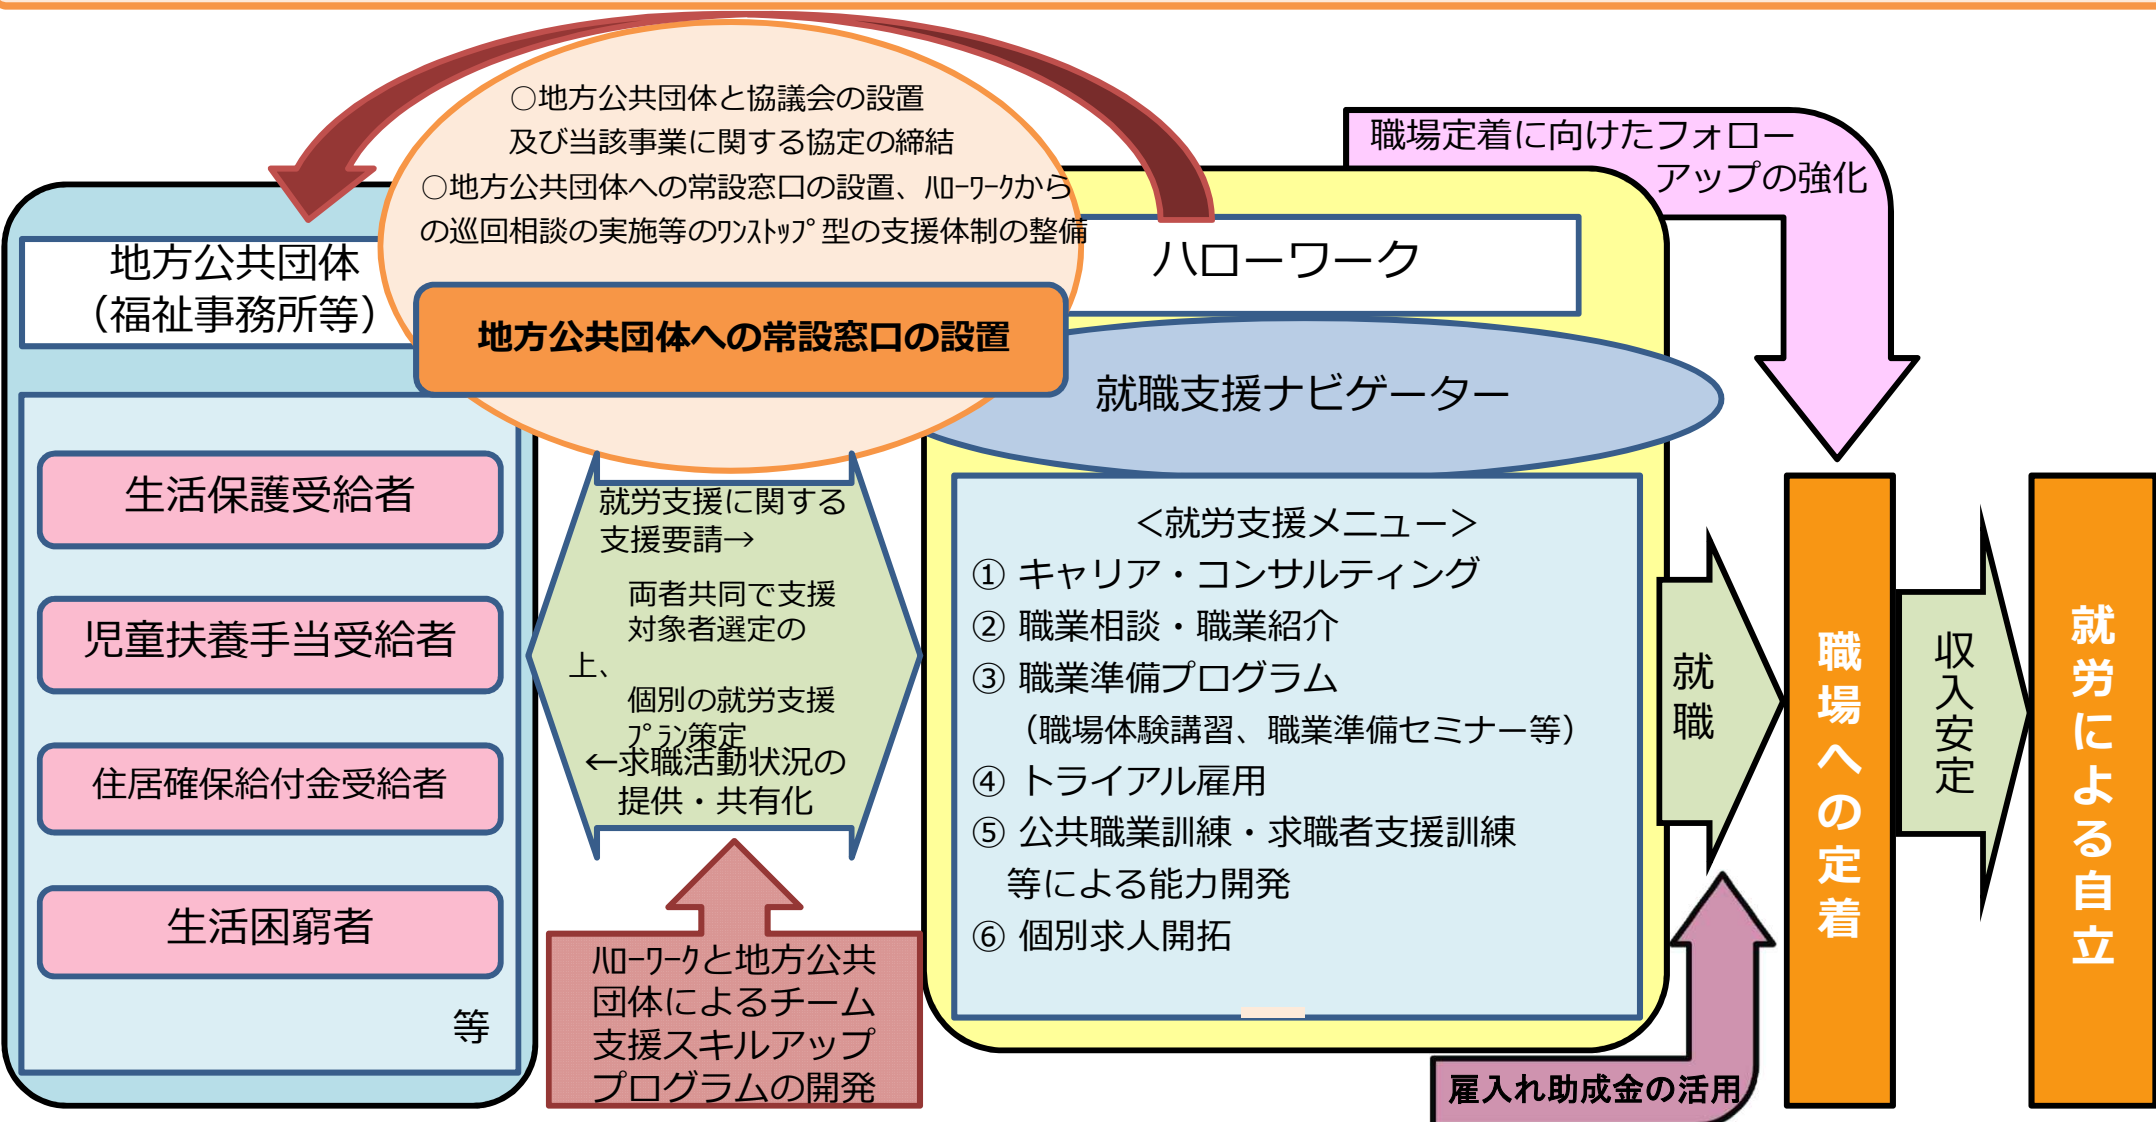 ○地方公共団体と協議会の設置
及び当該事業に関する協定の締結
○地方公共団体への常設窓口の設置、ﾊﾛｰﾜｰｸから
の巡回相談の実施等のﾜﾝｽﾄｯﾌﾟ型の支援体制の整備
地方公共団体への常設窓口の設置
地方公共団体
（福祉事務所等）
生活保護受給者
児童扶養手当受給者
住居確保給付金受給者
生活困窮者
等
就労支援に関する
支援要請→
両者共同で支援
対象者選定の
上、
個別の就労支援
ﾌﾟﾗﾝ策定
←求職活動状況の
提供・共有化
ﾊﾛｰﾜｰｸと地方公共
団体によるチーム
支援スキルアップ
プログラムの開発
ハローワーク
就職支援ナビゲーター
＜就労支援メニュー＞
① キャリア・コンサルティング
② 職業相談・職業紹介
③ 職業準備プログラム
（職場体験講習、職業準備セミナー等）
④ トライアル雇用
⑤ 公共職業訓練・求職者支援訓練
等による能力開発
⑥ 個別求人開拓
職場定着に向けたフォロー
アップの強化
就職
雇入れ助成金の活用
職場への定着
収入安定
就労による自立